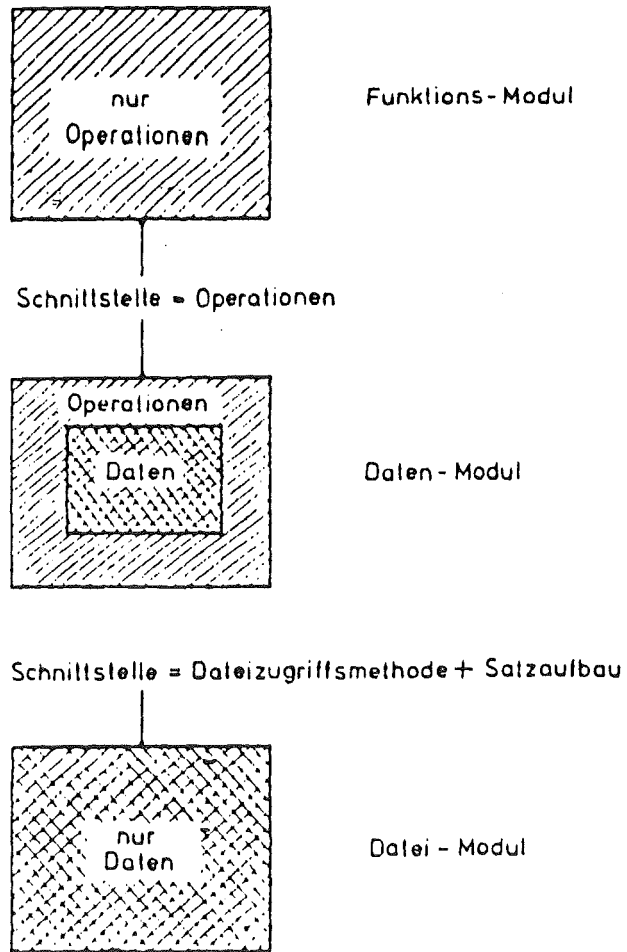 nur
Operationen
Funktions-Modul
Schnittstelle = Operationen
Operationen
Daten
Daten-Modul
Schnittstelle = Dateizugriffsmethode + Satzaufbau
nur
Daten
Datei-Modul